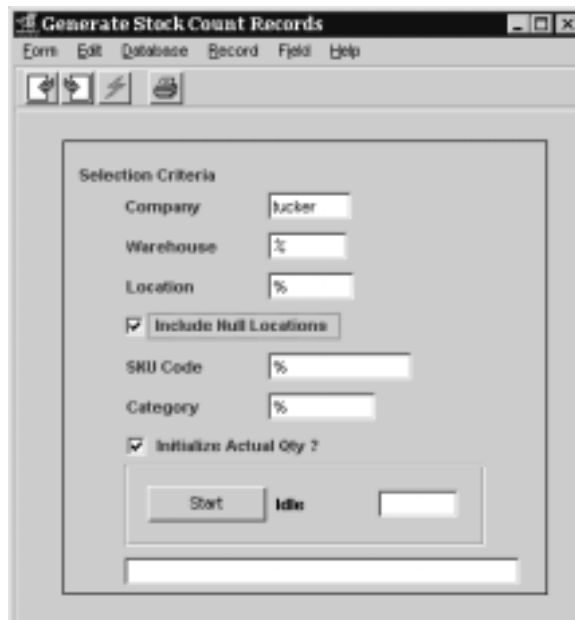 Generate Stock Count Records
Form Edit Database Record Field Help
Selection Criteria
Company tucker
Warehouse %
Location %
Include Null Locations
SKU Code %
Category %
Initialize Actual Qty ?
Start Idle